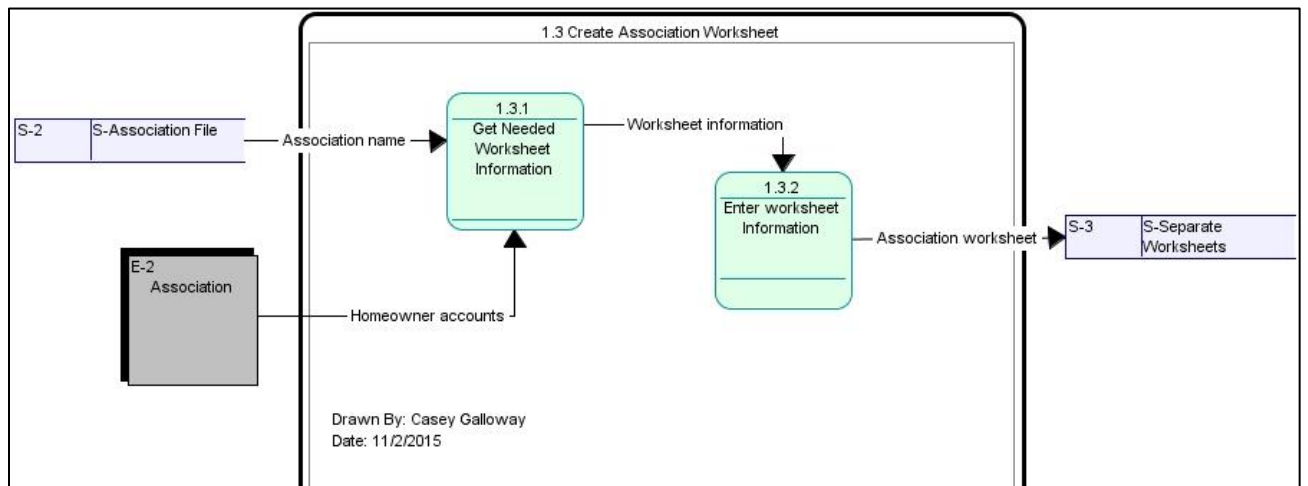 1.3 Create Association Worksheet
S-2
S-Association File
Association name
1.3.1
Get Needed
Worksheet
Information
Worksheet information
1.3.2
Enter worksheet
Information
Association worksheet
S-3
S-Separate
Worksheets
E-2
Association
Homeowner accounts
Drawn By: Casey Galloway
Date: 11/2/2015